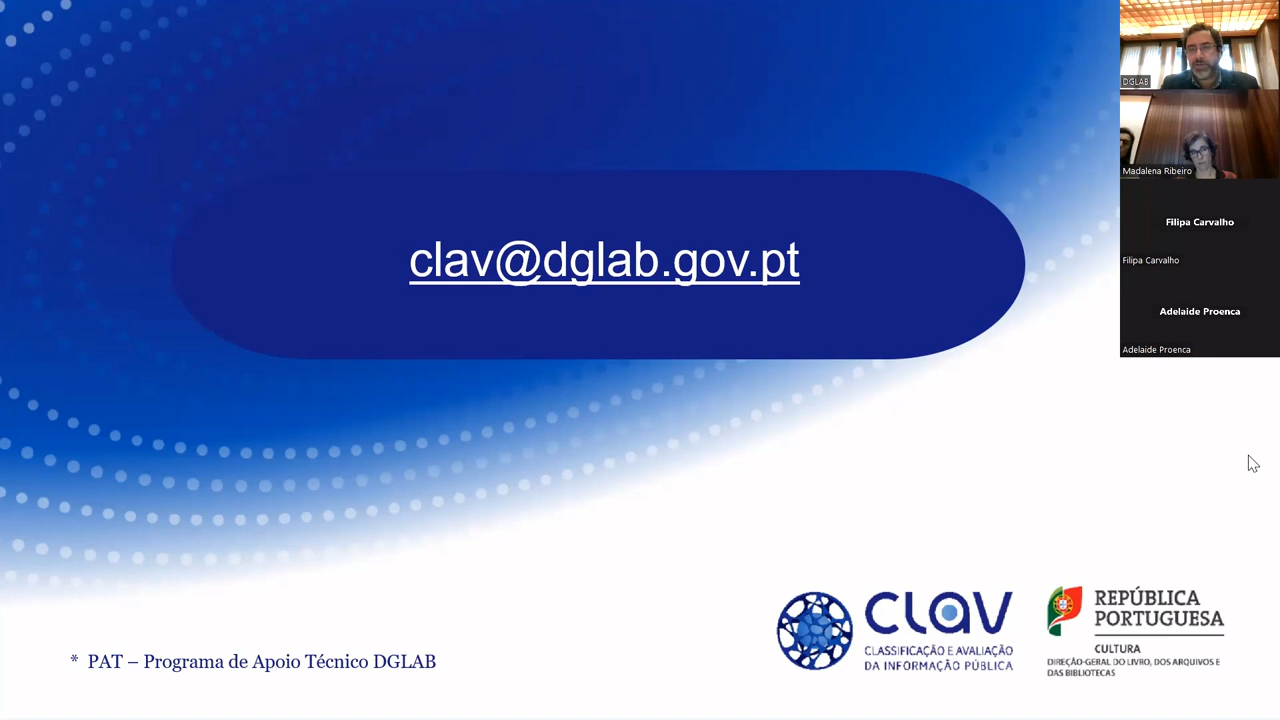 clav@dglab.gov.pt
DGLAB
Madalena Ribeiro
Filipa Carvalho
Filipa Carvalho
Adelaide Proenca
Adelaide Proenca
* PAT – Programa de Apoio Técnico DGLAB
CLAV
CLASSIFICAÇÃO E AVALIAÇÃO
DA INFORMAÇÃO PÚBLICA
REPÚBLICA
PORTUGUESA
CULTURA
DIREÇÃO-GERAL DO LIVRO, DOS ARQUIVOS E
DAS BIBLIOTECAS